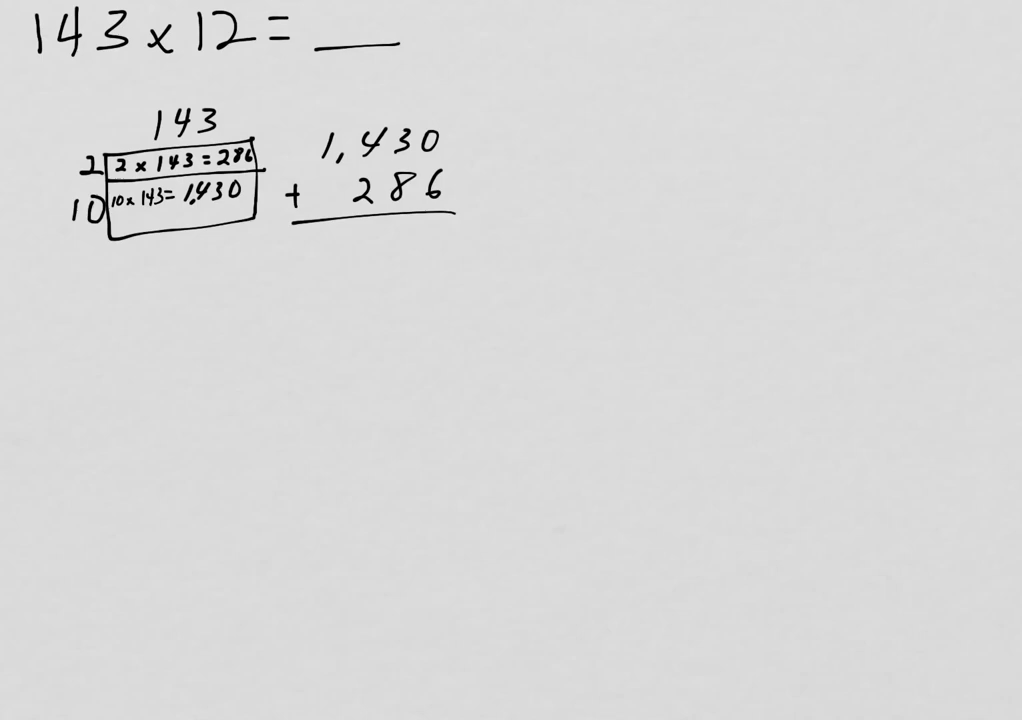 143 x 12 = ___
143
2
2 x 143 = 286
10
10 x 143 = 1,430
1,430
+ 286